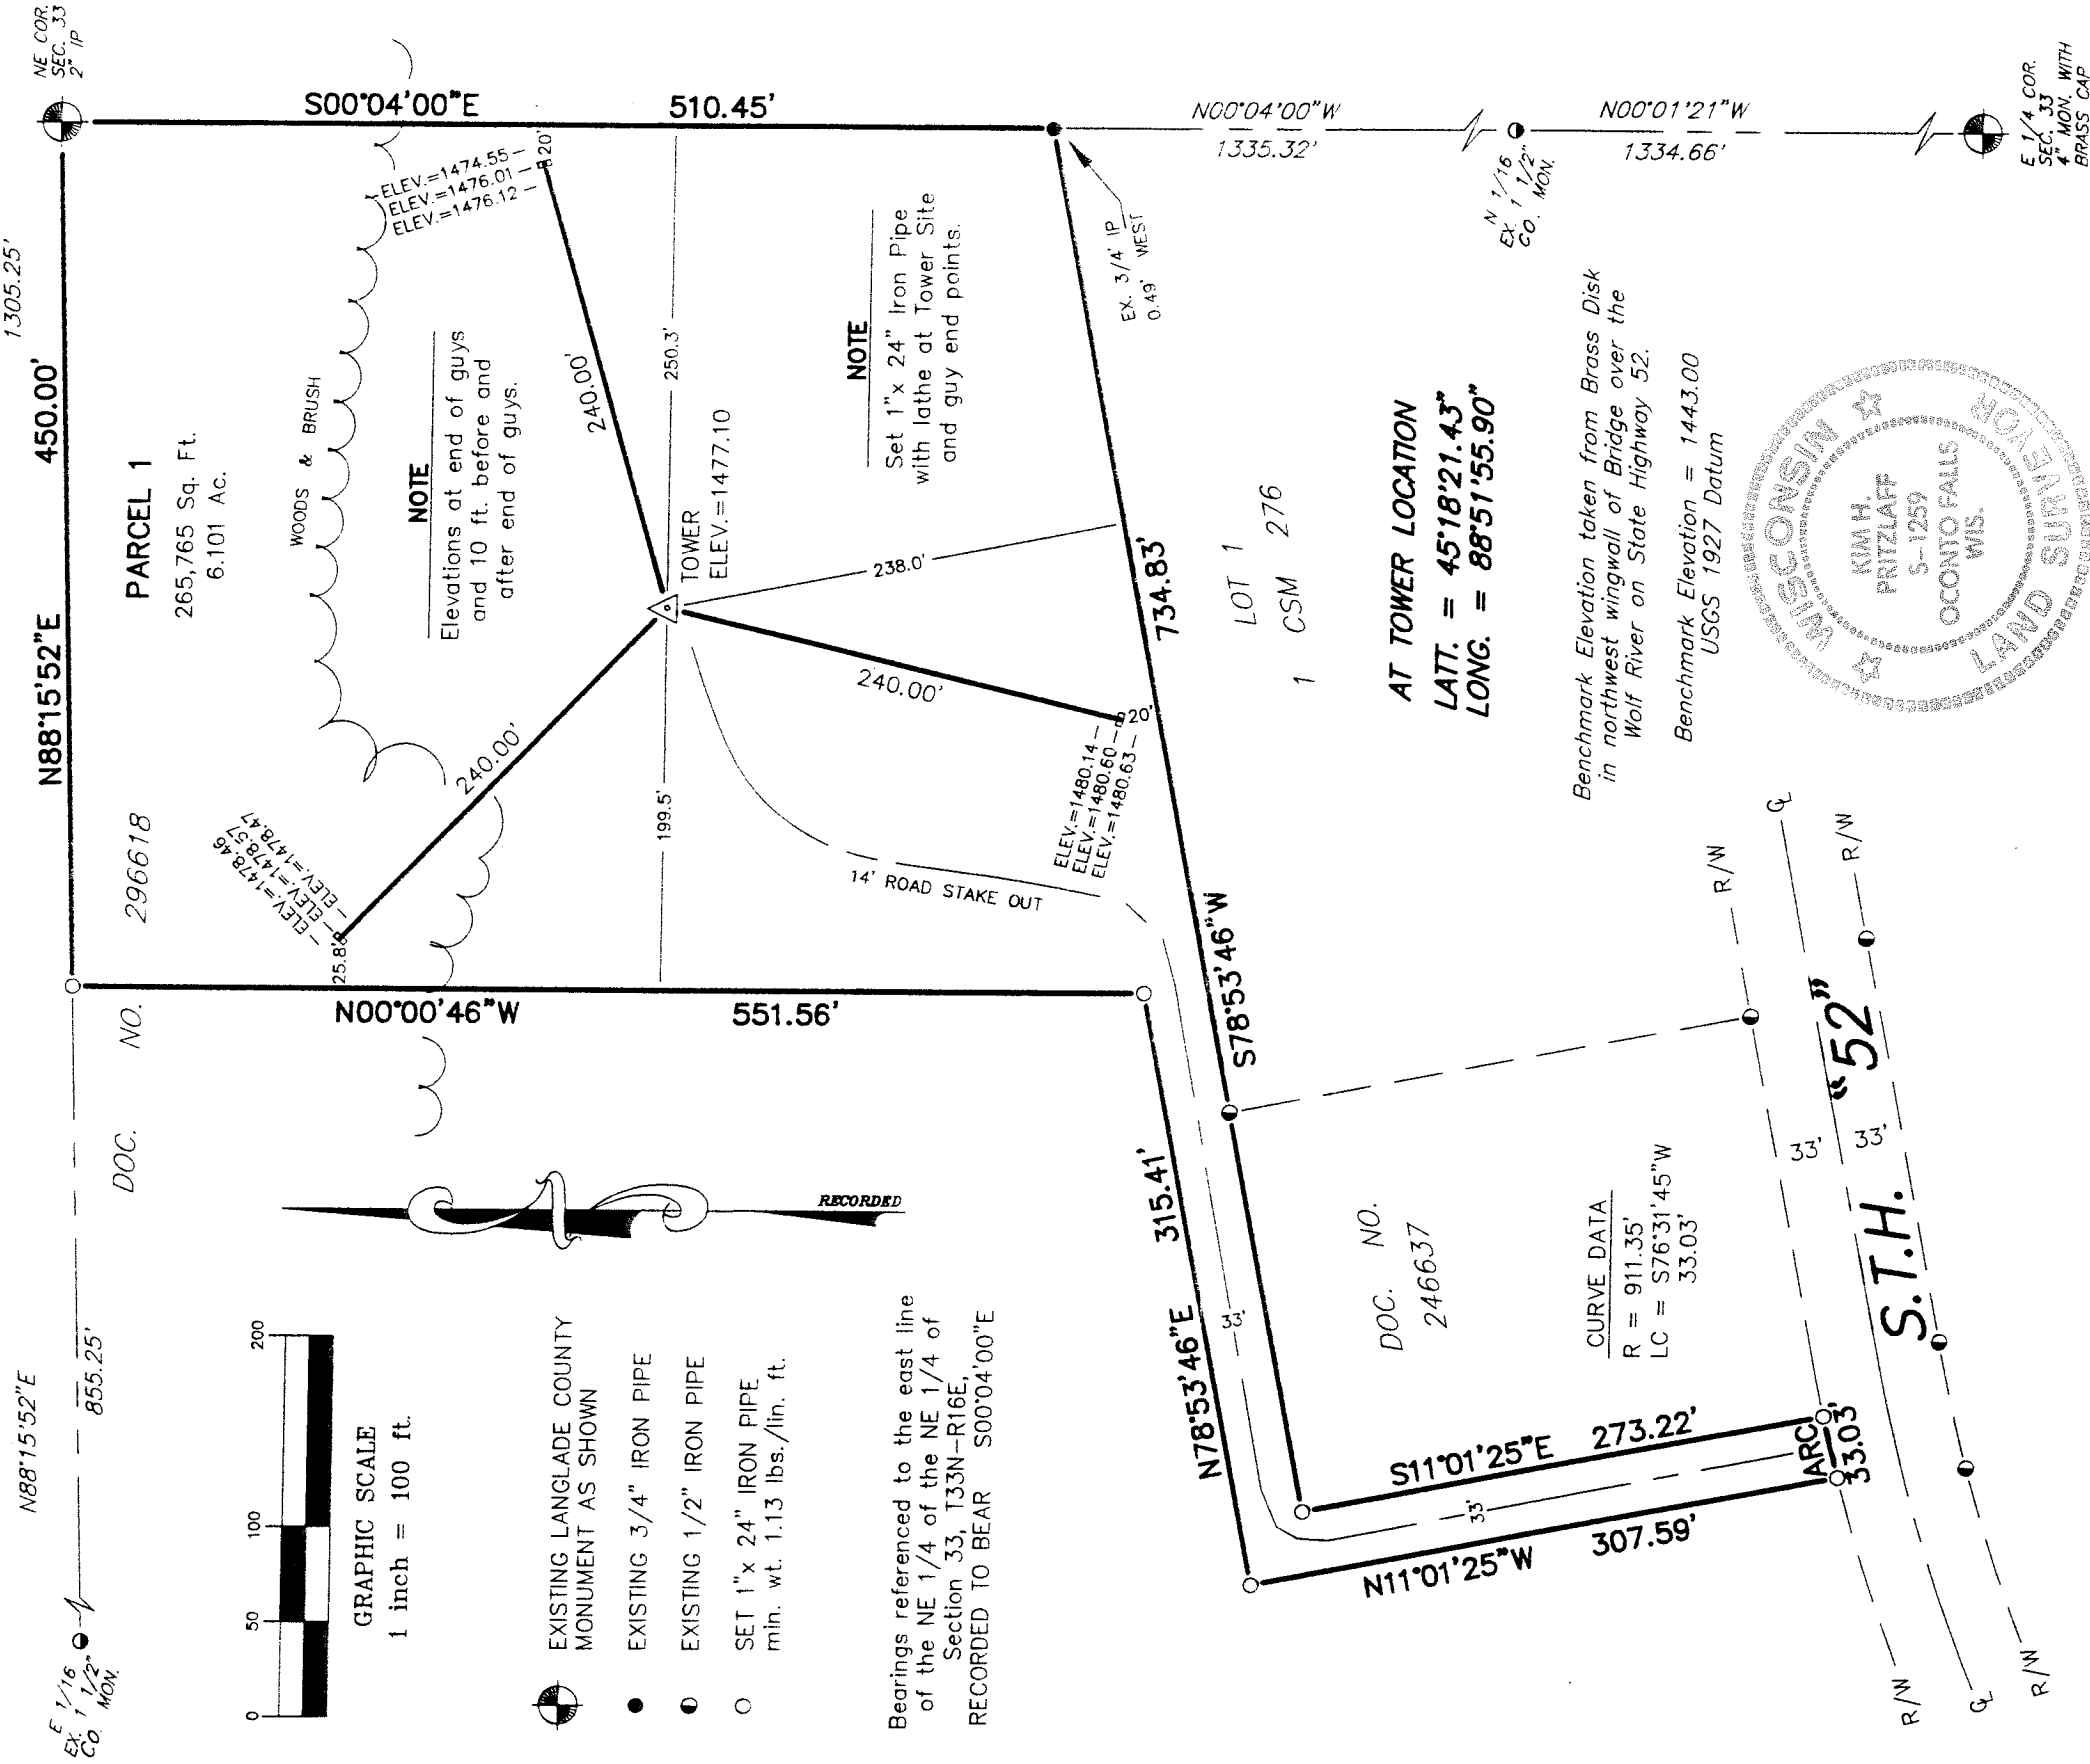 NE COR.
SEC. 33
2" IP
1305.25'
N88°15'52"E 450.00'
N88°15'52"E
855.25'
E 1/16
EX. 1 1/2"
CO. MON.
S00°04'00"E 510.45'
N00°04'00"W
1335.32'
N 1/16
EX. 1 1/2"
CO. MON.
N00°01'21"W
1334.66'
E 1/4 COR.
SEC. 33
4" MON. WITH
BRASS CAP
PARCEL 1
265,765 Sq. Ft.
6.101 Ac.
DOC. NO. 296618
WOODS & BRUSH
NOTE
Elevations at end of guys
and 10 ft. before and
after end of guys.
ELEV.=1474.55
ELEV.=1476.01
ELEV.=1476.12
20'
240.00'
ELEV.=1478.46
ELEV.=1478.57
ELEV.=1478.47
25.8'
240.00'
250.3'
199.5'
TOWER
ELEV.=1477.10
238.0'
240.00'
ELEV.=1480.14
ELEV.=1480.60
ELEV.=1480.63
20'
14' ROAD STAKE OUT
NOTE
Set 1"x 24" Iron Pipe
with lathe at Tower Site
and guy end points.
EX. 3/4' IP
0.49' WEST
N00°00'46"W 551.56'
S78°53'46"W 734.83'
N78°53'46"E 315.41'
33'
LOT 1
1 CSM 276
AT TOWER LOCATION
LATT. = 45°18'21.43"
LONG. = 88°51'55.90"
Benchmark Elevation taken from Brass Disk
in northwest wingwall of Bridge over the
Wolf River on State Highway 52.
Benchmark Elevation = 1443.00
USGS 1927 Datum
WISCONSIN
KIM H.
PRITZLAFF
S-1259
OCONTO FALLS
WIS.
LAND SURVEYOR
GRAPHIC SCALE
0 50 100 200
1 inch = 100 ft.
RECORDED
EXISTING LANGLADE COUNTY
MONUMENT AS SHOWN
EXISTING 3/4" IRON PIPE
EXISTING 1/2" IRON PIPE
SET 1"x 24" IRON PIPE
min. wt. 1.13 lbs./lin. ft.
Bearings referenced to the east line
of the NE 1/4 of the NE 1/4 of
Section 33, T33N-R16E,
RECORDED TO BEAR S00°04'00"E
DOC. NO.
246637
CURVE DATA
R = 911.35'
LC = S76°31'45"W
33.03'
S11°01'25"E 273.22'
33'
N11°01'25"W 307.59'
ARC
33.03'
S.T.H. "52"
33'
33'
R/W
CL
R/W
R/W
CL
R/W